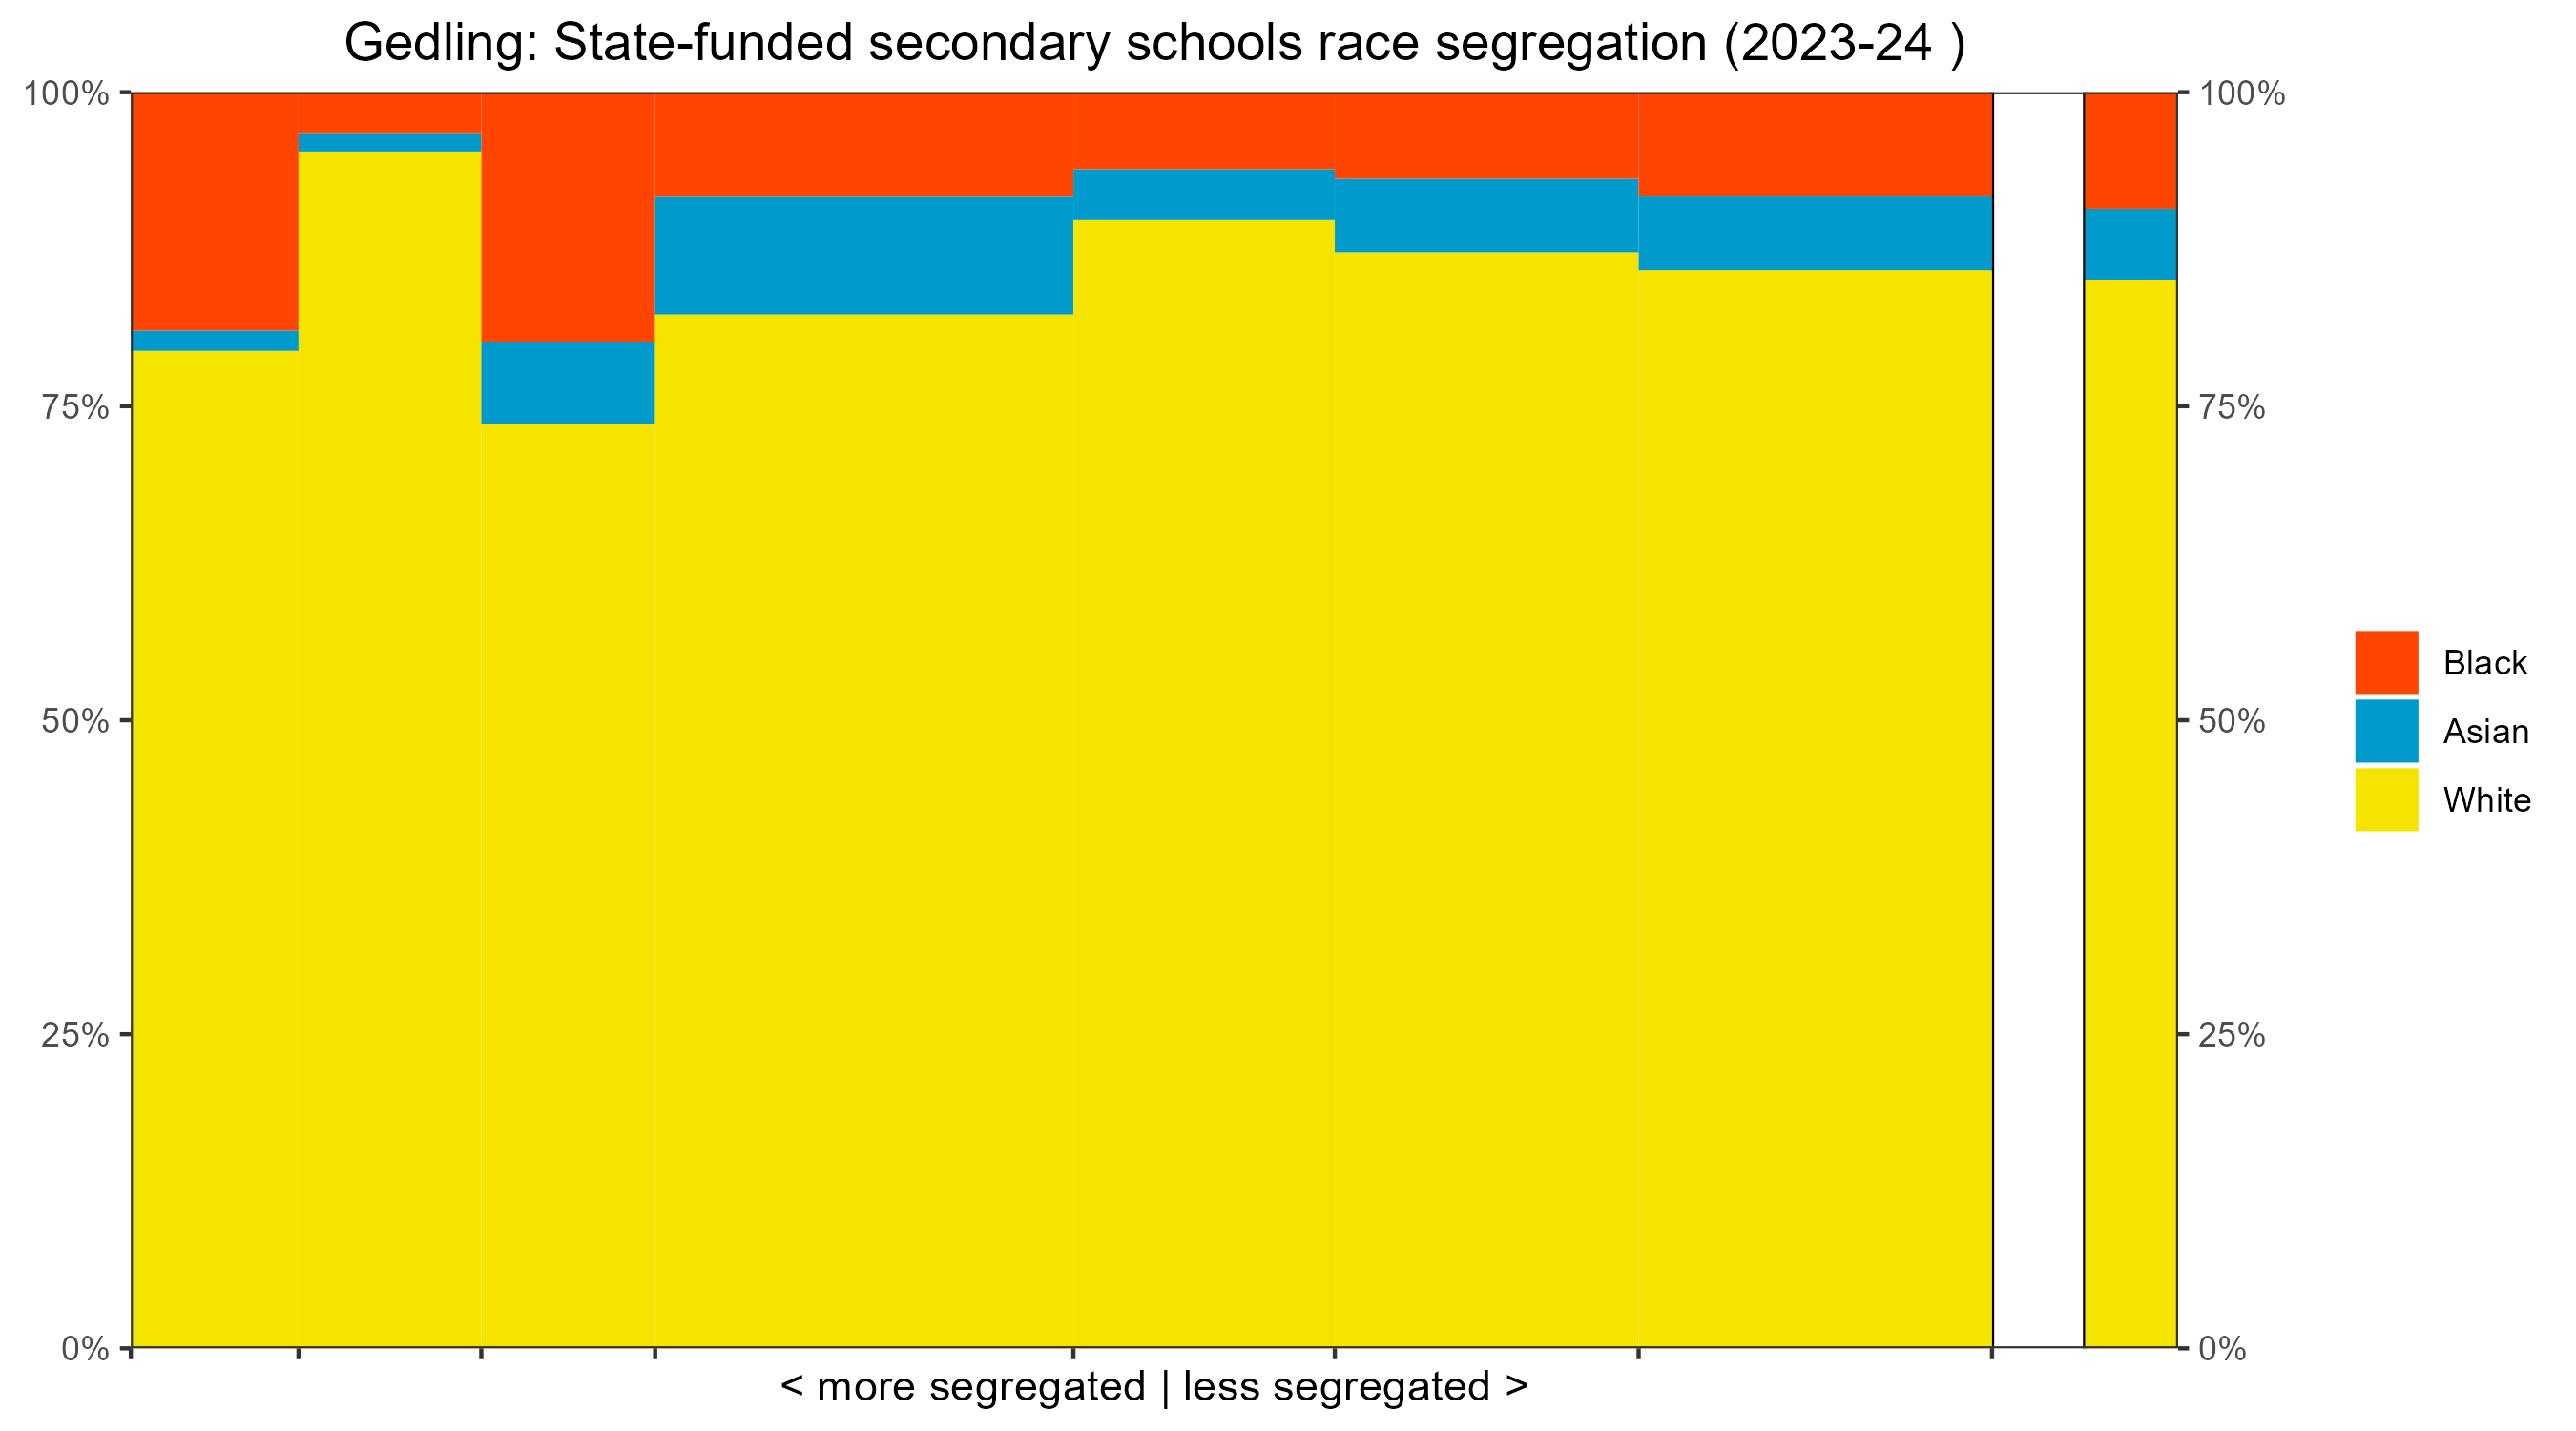 Gedling: State-funded secondary schools race segregation (2023-24 )
100%
100%
75%
75%
50%
50%
25%
25%
0%
0%
Black
Asian
White
< more segregated | less segregated >